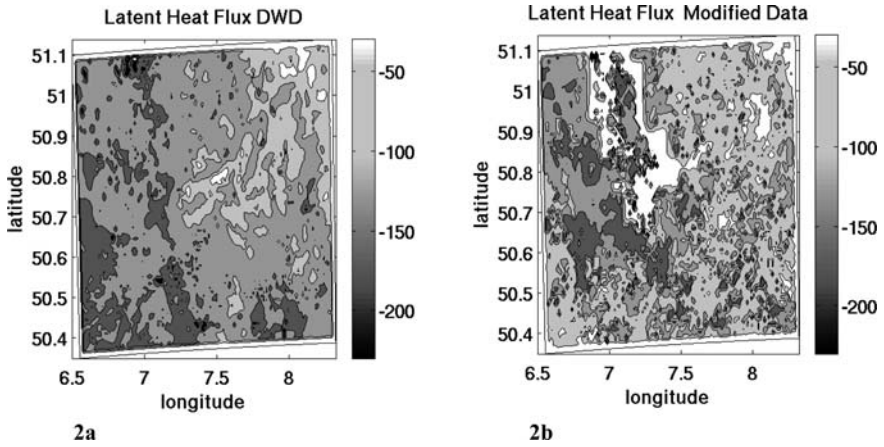 Latent Heat Flux DWD
51.1
51
50.9
50.8
50.7
50.6
50.5
50.4
latitude
6.5 7 7.5 8
longitude
-50
-100
-150
-200
2a
Latent Heat Flux Modified Data
51.1
51
50.9
50.8
50.7
50.6
50.5
50.4
latitude
6.5 7 7.5 8
longitude
-50
-100
-150
-200
2b